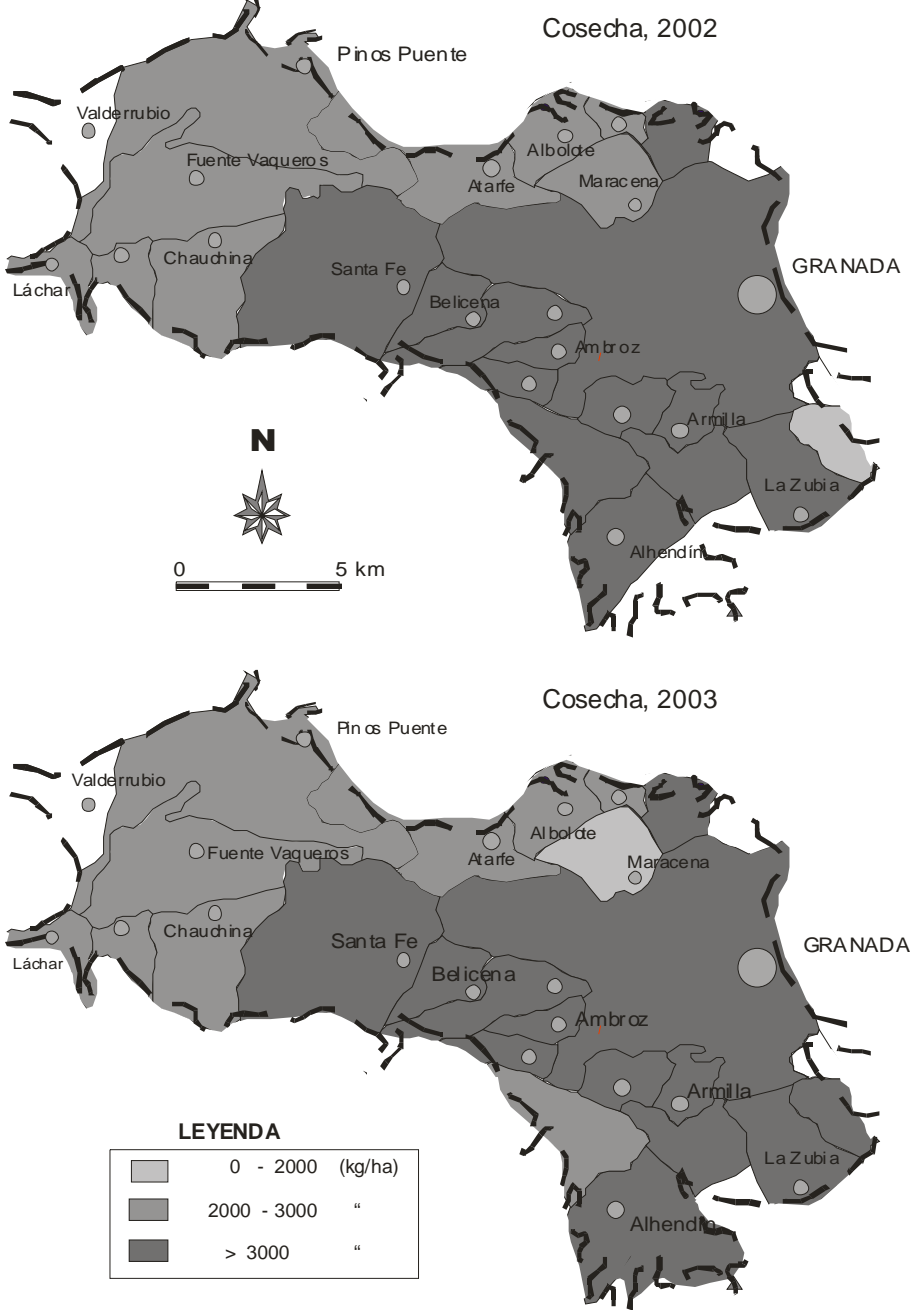 Cosecha, 2002
Pinos Puente
Valderrubio
Albolote
Fuente Vaqueros
Atarfe
Maracena
Chauchina
Santa Fe
GRANADA
Láchar
Belicena
Ambroz
Armilla
N
La Zubia
Alhendín
0 5 km
Cosecha, 2003
Pinos Puente
Valderrubio
Albolote
Fuente Vaqueros
Atarfe
Maracena
Chauchina
Santa Fe
GRANADA
Láchar
Belicena
Ambroz
Armilla
LEYENDA
La Zubia
0 - 2000 (kg/ha)
2000 - 3000 “
Alhendín
> 3000 “